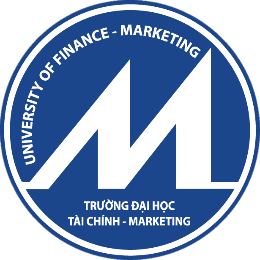 UNIVERSITY OF FINANCE - MARKETING
TRƯỜNG ĐẠI HỌC
TÀI CHÍNH - MARKETING